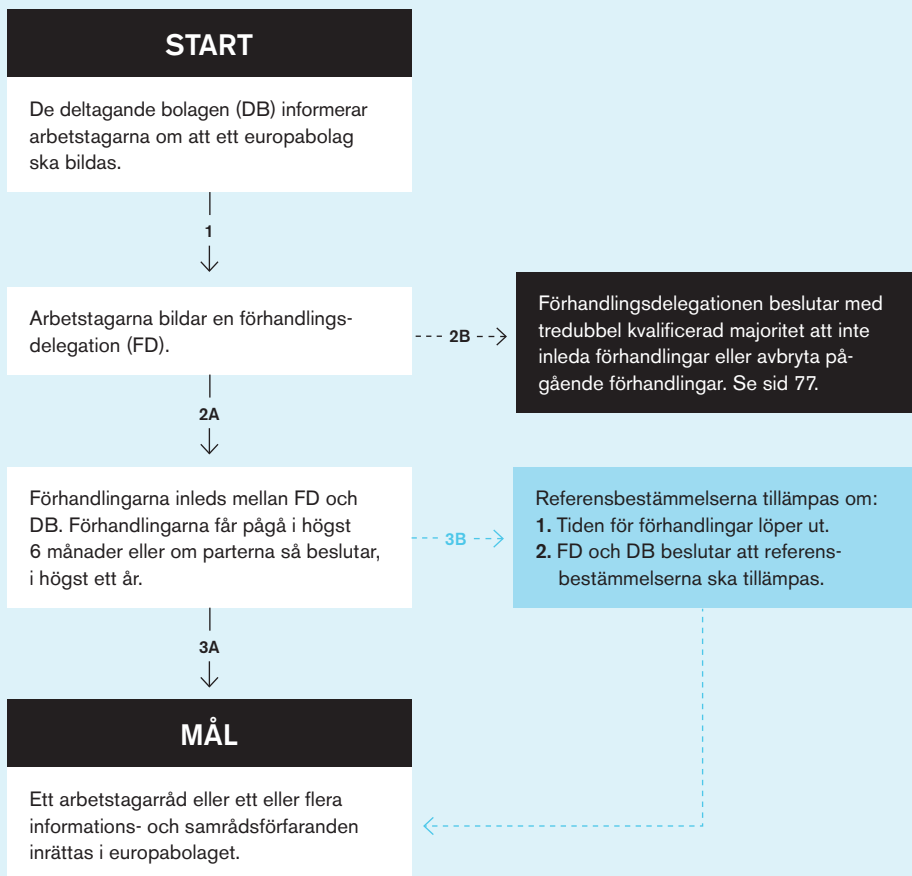 START
De deltagande bolagen (DB) informerar
arbetstagarna om att ett europabolag
ska bildas.
1
Arbetstagarna bildar en förhandlings-
delegation (FD).
2B
Förhandlingsdelegationen beslutar med
tredubbel kvalificerad majoritet att inte
inleda förhandlingar eller avbryta på-
gående förhandlingar. Se sid 77.
2A
Förhandlingarna inleds mellan FD och
DB. Förhandlingarna får pågå i högst
6 månader eller om parterna så beslutar,
i högst ett år.
3B
Referensbestämmelserna tillämpas om:
1. Tiden för förhandlingar löper ut.
2. FD och DB beslutar att referens-
bestämmelserna ska tillämpas.
3A
MÅL
Ett arbetstagarråd eller ett eller flera
informations- och samrådsförfaranden
inrättas i europabolaget.